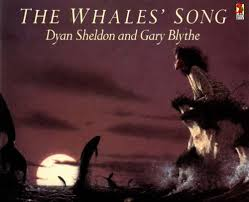 THE WHALES' SONG
Dyan Sheldon and Gary Blythe